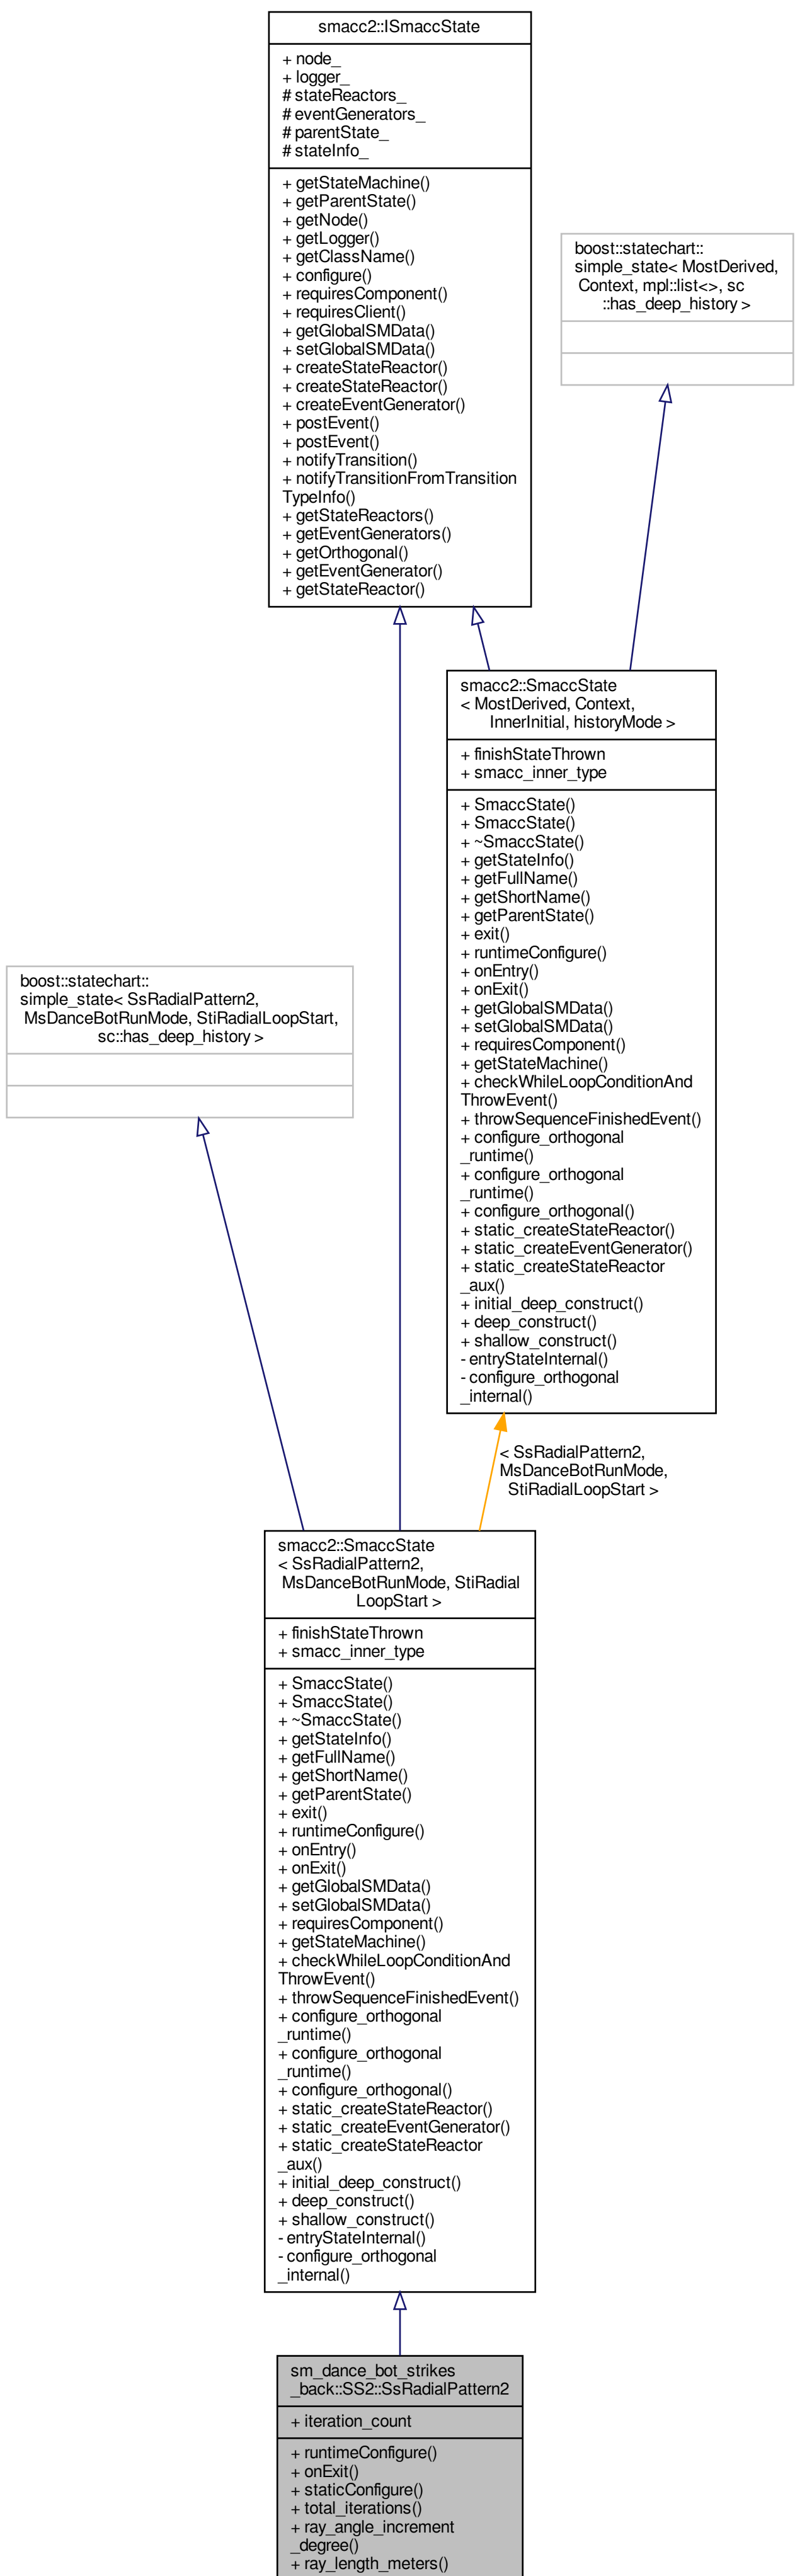 smacc2::ISmaccState
+ node_
+ logger_
# stateReactors_
# eventGenerators_
# parentState_
# stateInfo_
+ getStateMachine()
+ getParentState()
+ getNode()
+ getLogger()
+ getClassName()
+ configure()
+ requiresComponent()
+ requiresClient()
+ getGlobalSMData()
+ setGlobalSMData()
+ createStateReactor()
+ createStateReactor()
+ createEventGenerator()
+ postEvent()
+ postEvent()
+ notifyTransition()
+ notifyTransitionFromTransition
TypeInfo()
+ getStateReactors()
+ getEventGenerators()
+ getOrthogonal()
+ getEventGenerator()
+ getStateReactor()
boost::statechart::
simple_state< MostDerived,
Context, mpl::list<>, sc
::has_deep_history >
smacc2::SmaccState
< MostDerived, Context,
InnerInitial, historyMode >
+ finishStateThrown
+ smacc_inner_type
+ SmaccState()
+ SmaccState()
+ ~SmaccState()
+ getStateInfo()
+ getFullName()
+ getShortName()
+ getParentState()
+ exit()
+ runtimeConfigure()
+ onEntry()
+ onExit()
+ getGlobalSMData()
+ setGlobalSMData()
+ requiresComponent()
+ getStateMachine()
+ checkWhileLoopConditionAnd
ThrowEvent()
+ throwSequenceFinishedEvent()
+ configure_orthogonal
_runtime()
+ configure_orthogonal
_runtime()
+ configure_orthogonal()
+ static_createStateReactor()
+ static_createEventGenerator()
+ static_createStateReactor
_aux()
+ initial_deep_construct()
+ deep_construct()
+ shallow_construct()
- entryStateInternal()
- configure_orthogonal
_internal()
boost::statechart::
simple_state< SsRadialPattern2,
MsDanceBotRunMode, StiRadialLoopStart,
sc::has_deep_history >
< SsRadialPattern2,
MsDanceBotRunMode,
StiRadialLoopStart >
smacc2::SmaccState
< SsRadialPattern2,
MsDanceBotRunMode, StiRadial
LoopStart >
+ finishStateThrown
+ smacc_inner_type
+ SmaccState()
+ SmaccState()
+ ~SmaccState()
+ getStateInfo()
+ getFullName()
+ getShortName()
+ getParentState()
+ exit()
+ runtimeConfigure()
+ onEntry()
+ onExit()
+ getGlobalSMData()
+ setGlobalSMData()
+ requiresComponent()
+ getStateMachine()
+ checkWhileLoopConditionAnd
ThrowEvent()
+ throwSequenceFinishedEvent()
+ configure_orthogonal
_runtime()
+ configure_orthogonal
_runtime()
+ configure_orthogonal()
+ static_createStateReactor()
+ static_createEventGenerator()
+ static_createStateReactor
_aux()
+ initial_deep_construct()
+ deep_construct()
+ shallow_construct()
- entryStateInternal()
- configure_orthogonal
_internal()
sm_dance_bot_strikes
_back::SS2::SsRadialPattern2
+ iteration_count
+ runtimeConfigure()
+ onExit()
+ staticConfigure()
+ total_iterations()
+ ray_angle_increment
_degree()
+ ray_length_meters()